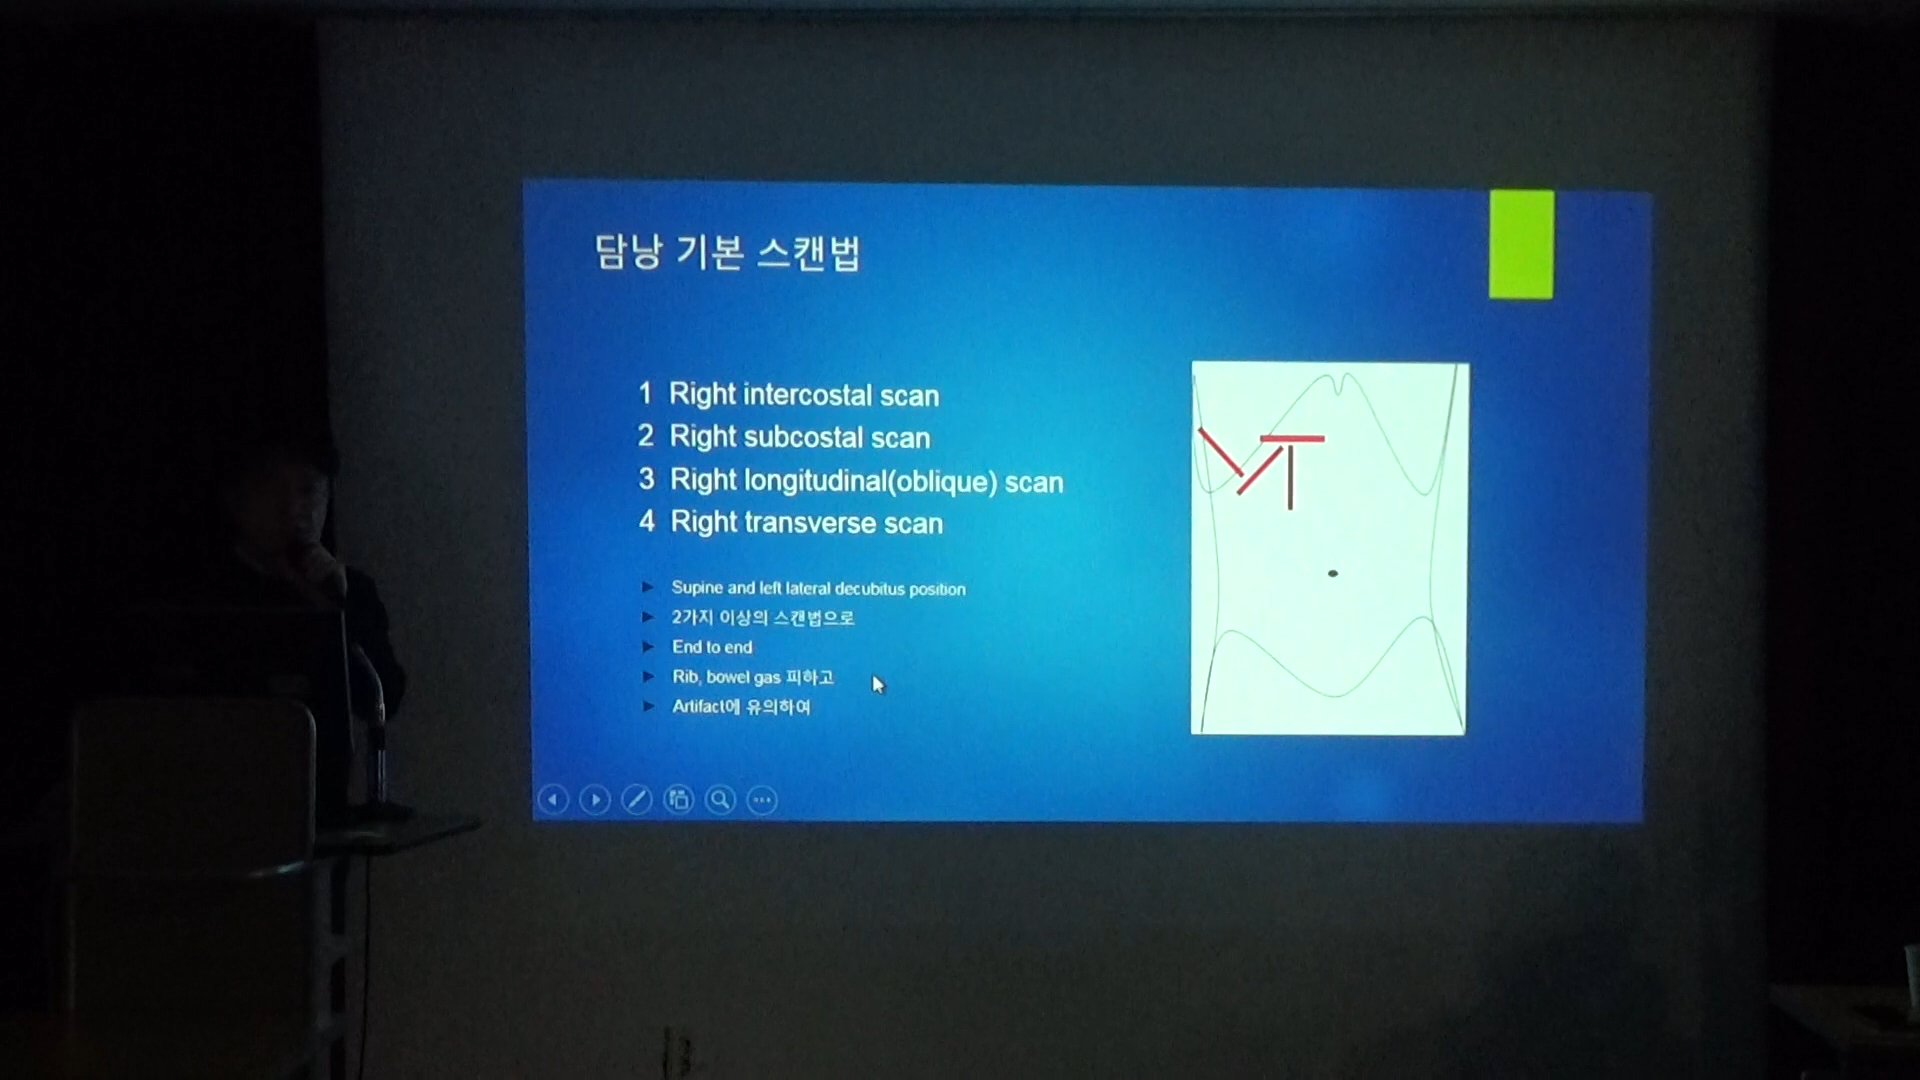 담낭 기본 스캔법
1 Right intercostal scan
2 Right subcostal scan
3 Right longitudinal(oblique) scan
4 Right transverse scan
Supine and left lateral decubitus position
2가지 이상의 스캔법으로
End to end
Rib, bowel gas 피하고
Artifact에 유의하여